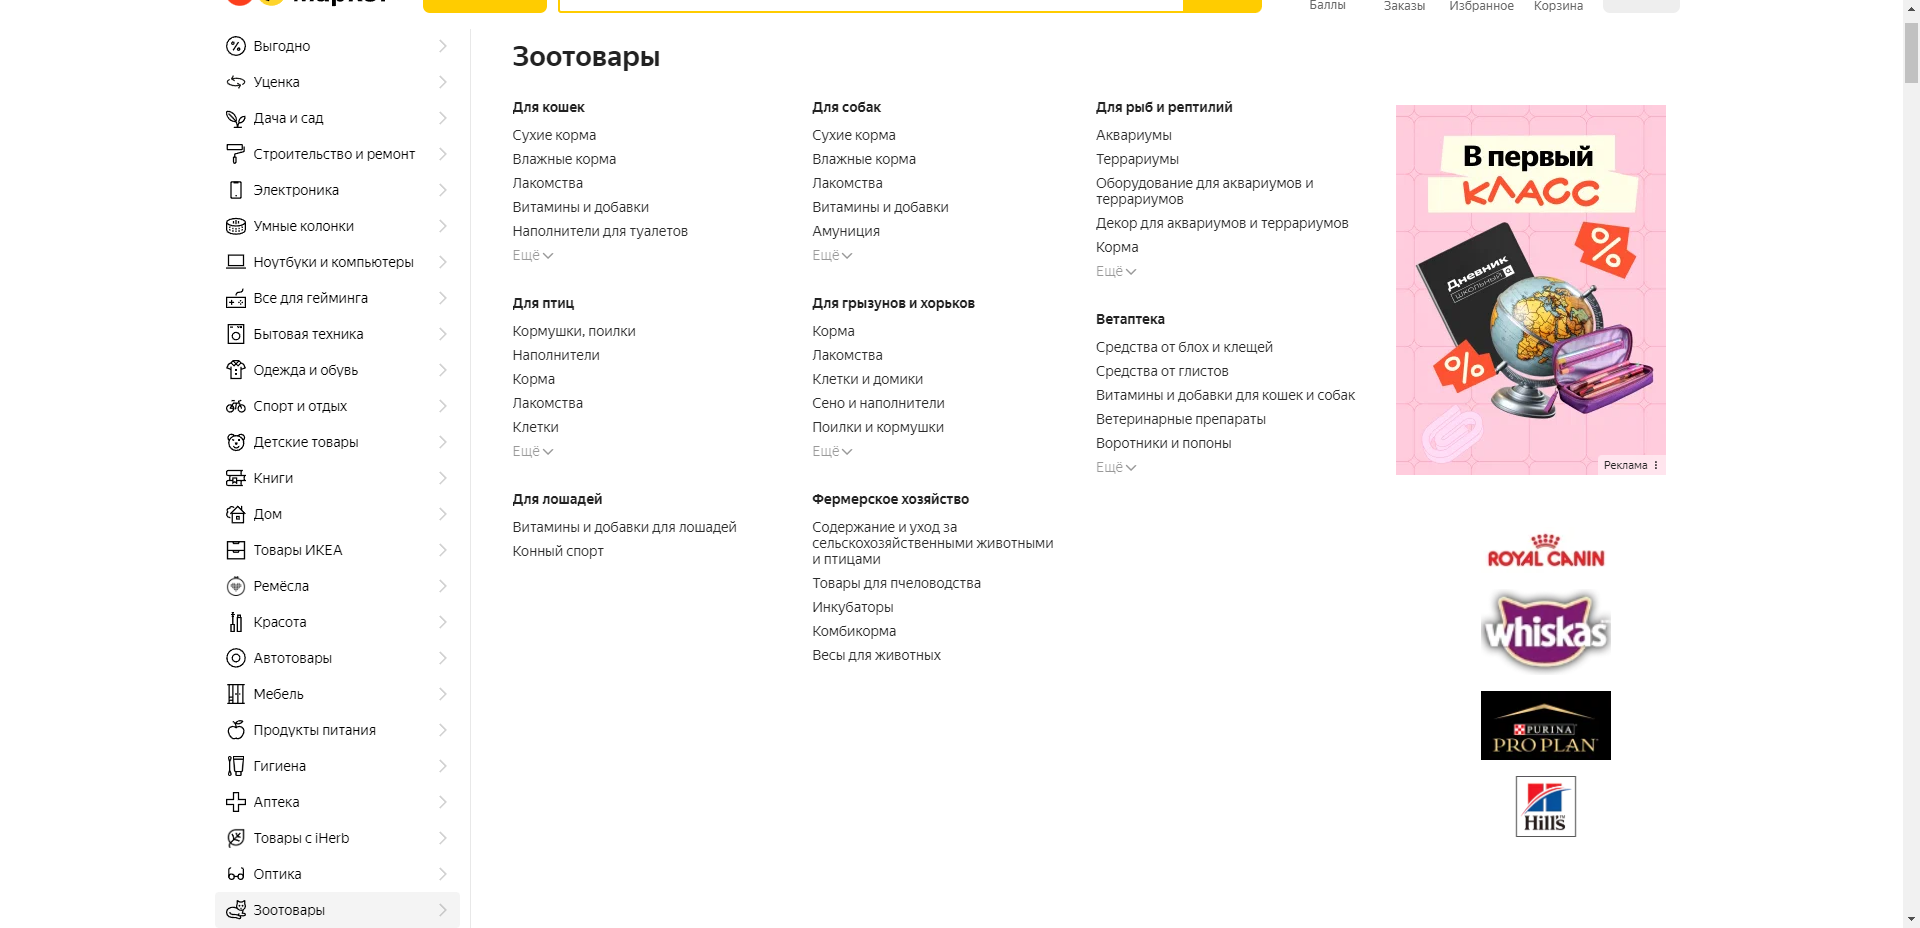 Баллы
Заказы
Избранное
Корзина
Выгодно
Уценка
Дача и сад
Строительство и ремонт
Электроника
Умные колонки
Ноутбуки и компьютеры
Все для гейминга
Бытовая техника
Одежда и обувь
Спорт и отдых
Детские товары
Книги
Дом
Товары ИКЕА
Ремёсла
Красота
Автотовары
Мебель
Продукты питания
Гигиена
Аптека
Товары с iHerb
Оптика
Зоотовары
Зоотовары
Для кошек
Сухие корма
Влажные корма
Лакомства
Витамины и добавки
Наполнители для туалетов
Ещё
Для птиц
Кормушки, поилки
Наполнители
Корма
Лакомства
Клетки
Ещё
Для лошадей
Витамины и добавки для лошадей
Конный спорт
Для собак
Сухие корма
Влажные корма
Лакомства
Витамины и добавки
Амуниция
Ещё
Для грызунов и хорьков
Корма
Лакомства
Клетки и домики
Сено и наполнители
Поилки и кормушки
Ещё
Фермерское хозяйство
Содержание и уход за
сельскохозяйственными животными
и птицами
Товары для пчеловодства
Инкубаторы
Комбикорма
Весы для животных
Для рыб и рептилий
Аквариумы
Террариумы
Оборудование для аквариумов и
террариумов
Декор для аквариумов и террариумов
Корма
Ещё
Ветаптека
Средства от блох и клещей
Средства от глистов
Витамины и добавки для кошек и собак
Ветеринарные препараты
Воротники и попоны
Ещё
В первый
КЛАСС
Дневник
школьный
%
%
Реклама
ROYAL CANIN
whiskas
PURINA
PRO PLAN
Hill's